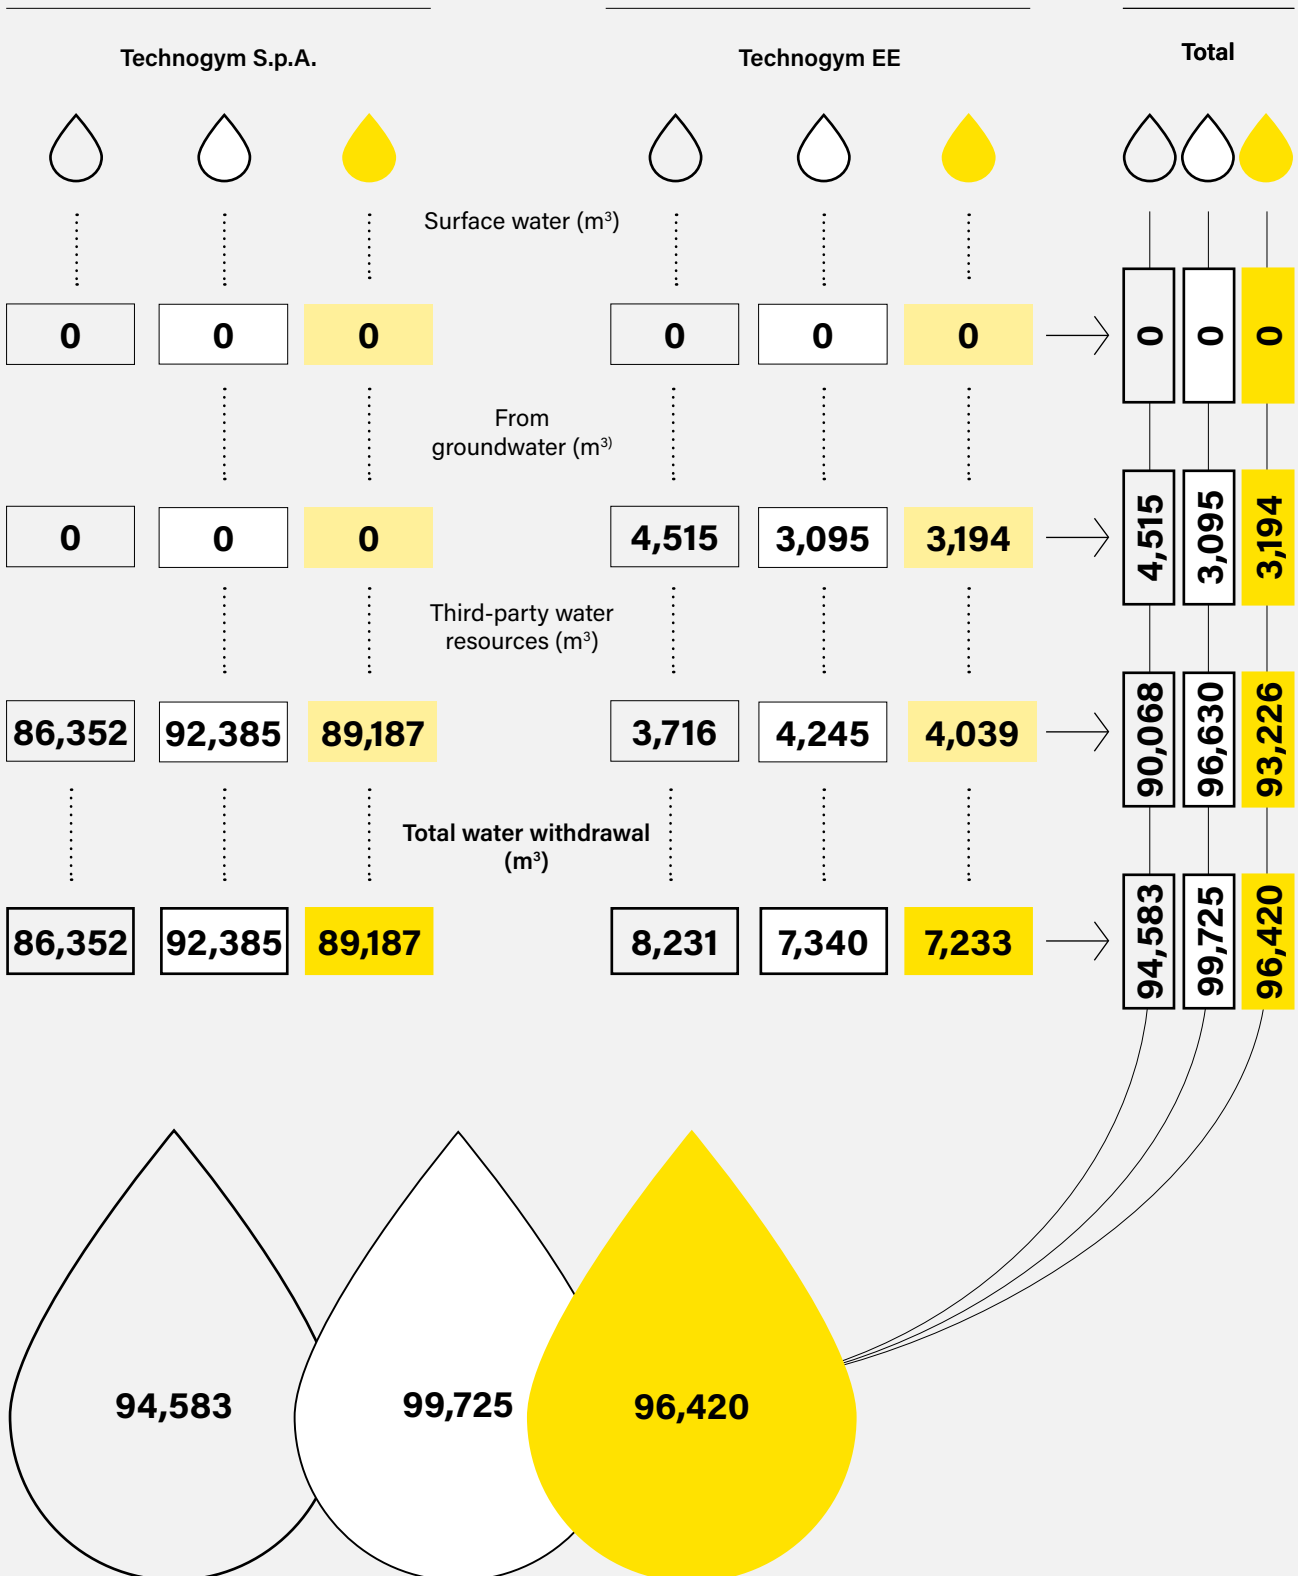 Technogym S.p.A.
Technogym EE
Total
Surface water (m³)
0 0 0 0 0 0 0 0 0
From
groundwater (m³⁾
0 0 0 4,515 3,095 3,194 4,515 3,095 3,194
Third-party water
resources (m³)
86,352 92,385 89,187 3,716 4,245 4,039 90,068 96,630 93,226
Total water withdrawal
(m³)
86,352 92,385 89,187 8,231 7,340 7,233 94,583 99,725 96,420
94,583 99,725 96,420